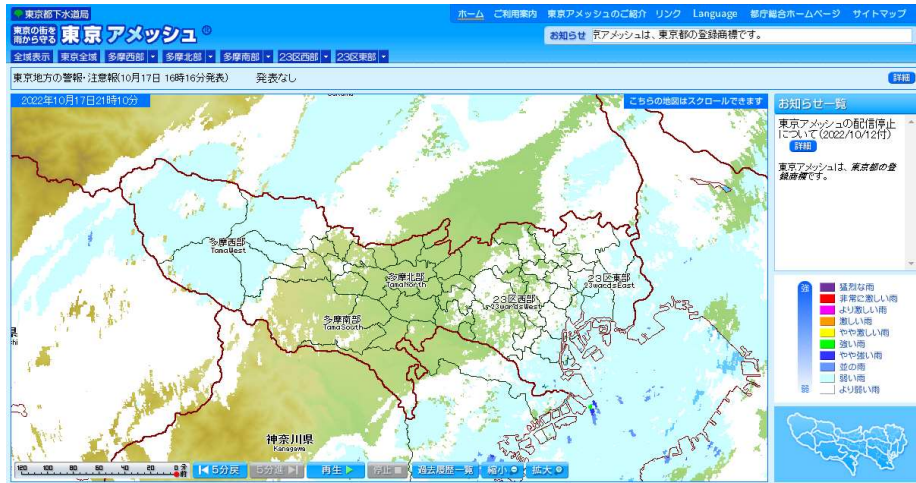 東京都下水道局
ホーム ご利用案内 東京アメッシュのご紹介 リンク Language 都庁総合ホームページ サイトマップ
東京の街を
雨から守る 東京アメッシュ®
お知らせ 京アメッシュは、東京都の登録商標です。
全域表示 東京全域 多摩西部 多摩北部 多摩南部 23区西部 23区東部
東京地方の警報・注意報(10月17日 16時16分発表) 発表なし 詳細
2022年10月17日21時10分
こちらの地図はスクロールできます
お知らせ一覧
東京アメッシュの配信停止
について(2022/10/12付)
詳細
東京アメッシュは、東京都の登
録商標です。
多摩西部
TamaWest
多摩北部
Tamanorth
23区西部
23wardsWest
23区東部
23wardsEast
多摩南部
TamaSouth
県
神奈川県
Kanagawa
強
猛烈な雨
非常に激しい雨
より激しい雨
激しい雨
やや激しい雨
強い雨
やや強い雨
並の雨
弱い雨
より弱い雨
弱
120 100 80 60 40 20 0分前
5分戻 5分進 再生 停止 過去履歴一覧 縮小 拡大